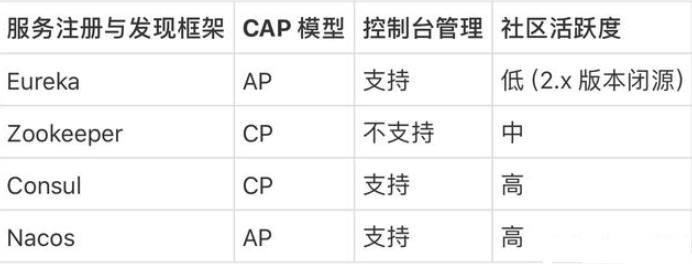 服务注册与发现框架 CAP 模型 控制台管理 社区活跃度
Eureka AP 支持 低 (2.x 版本闭源)
Zookeeper CP 不支持 中
Consul CP 支持 高
Nacos AP 支持 高